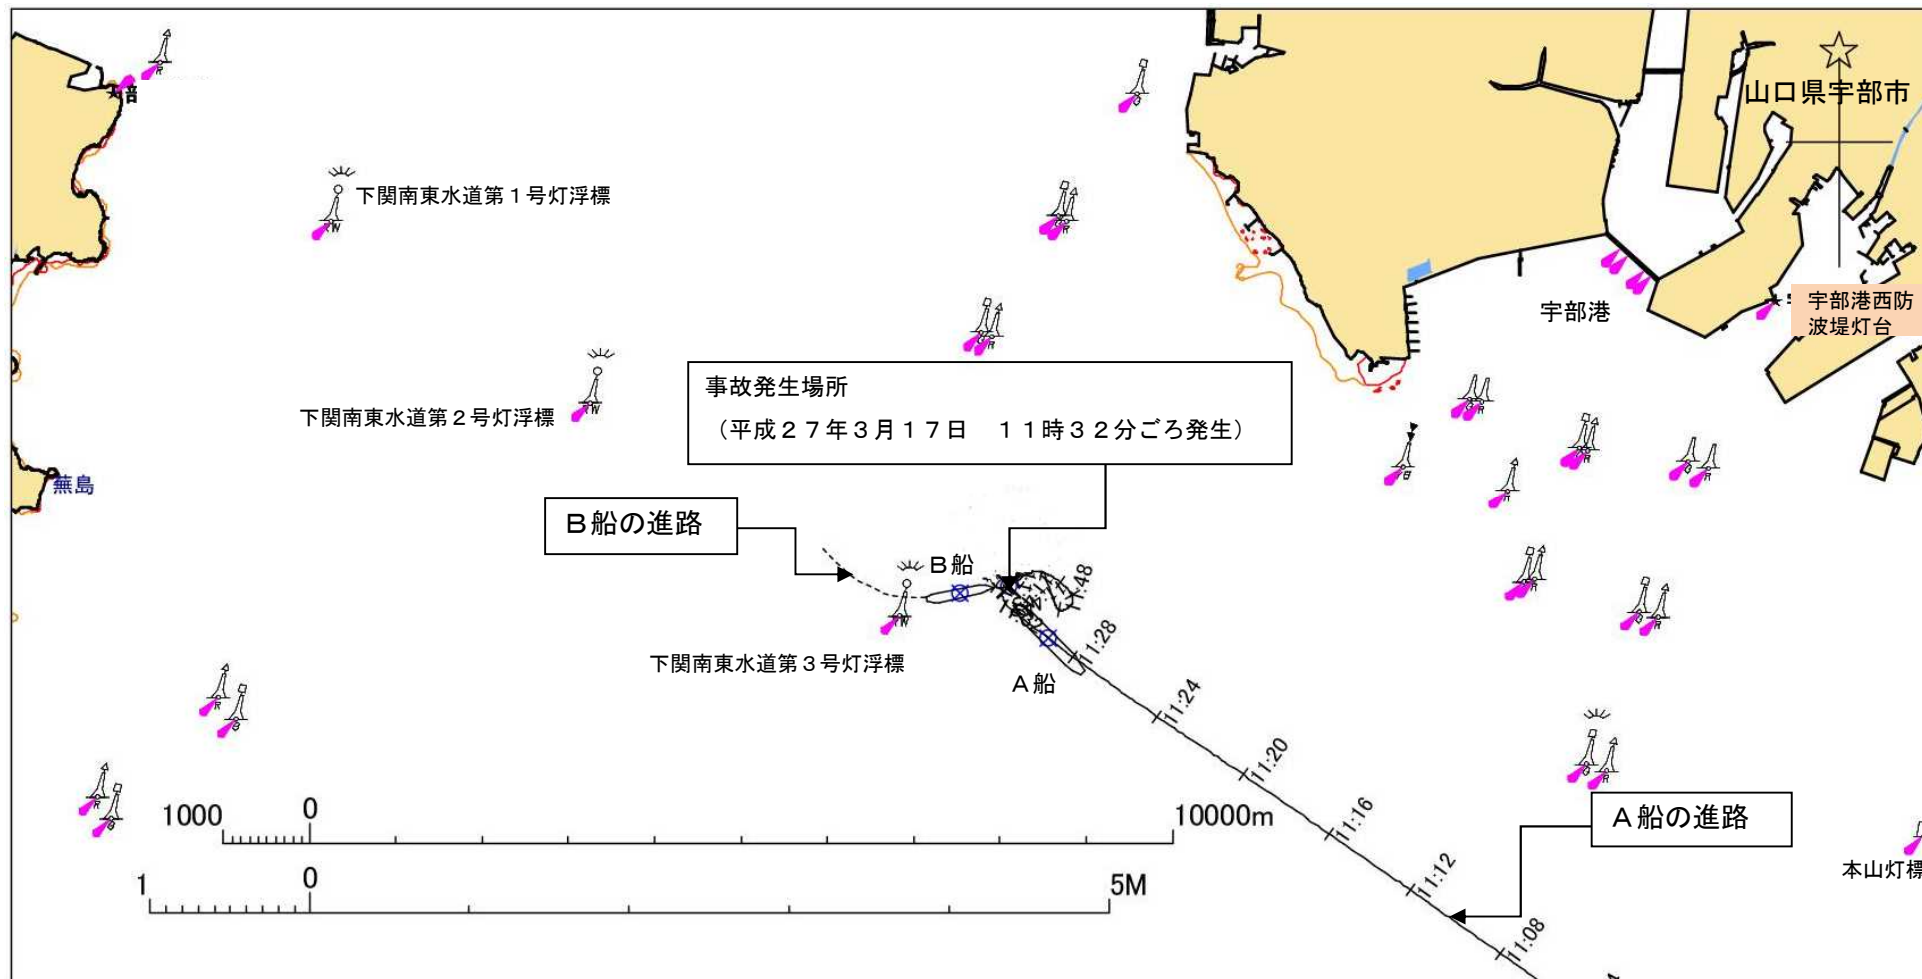 山口県宇部市
下関南東水道第１号灯浮標
宇部港西防
波堤灯台
宇部港
事故発生場所
（平成２７年３月１７日　１１時３２分ごろ発生）
下関南東水道第２号灯浮標
蕪島
Ｂ船の進路
Ｂ船
11:48
下関南東水道第３号灯浮標
11:28
Ａ船
11:24
11:20
11:16
11:12
11:08
Ａ船の進路
本山灯標
1000 0 10000m
1 0 5M